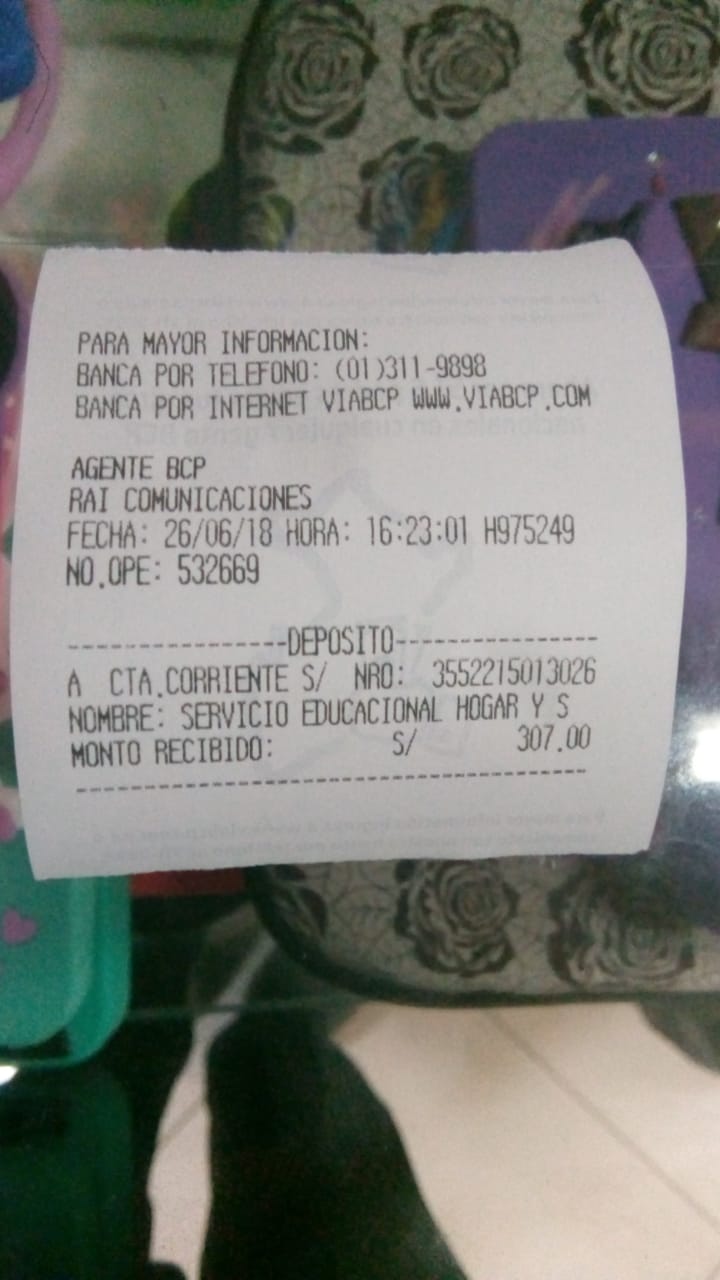 PARA MAYOR INFORMACION:
BANCA POR TELEFONO: (01)311-9898
BANCA POR INTERNET VIABCP WWW.VIABCP.COM
AGENTE BCP
RAI COMUNICACIONES
FECHA: 26/06/18 HORA: 16:23:01 H975249
NO.OPE: 532669
----------------DEPOSITO---------------
A CTA.CORRIENTE S/ NRO: 3552215013026
NOMBRE: SERVICIO EDUCACIONAL HOGAR Y S
MONTO RECIBIDO: S/ 307.00
---------------------------------------